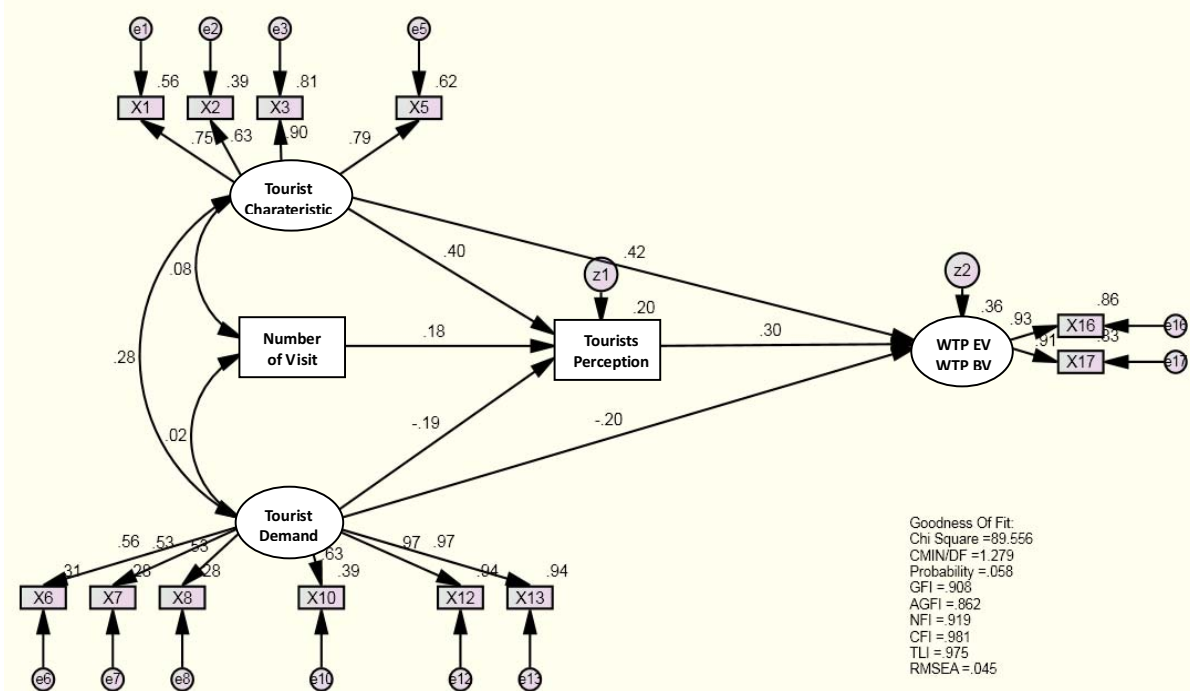 e1 e2 e3 e5
.56 .39 .81 .62
X1 X2 X3 X5
.75 .63 .90 .79
Tourist
Charateristic
.40
.42
.08
z1
z2
.20
.36
.86
.93
X16
e16
Number
of Visit
.18
Tourists
Perception
.30
WTP EV
WTP BV
.91
.83
X17
e17
.28
.02
-.19
-.20
Tourist
Demand
.56 .53 .53 .63 .97 .97
.31 .28 .28 .39 .94 .94
X6 X7 X8 X10 X12 X13
e6 e7 e8 e10 e12 e13
Goodness Of Fit:
Chi Square =89.556
CMIN/DF =1.279
Probability =.058
GFI =.908
AGFI =.862
NFI =.919
CFI =.981
TLI =.975
RMSEA =.045